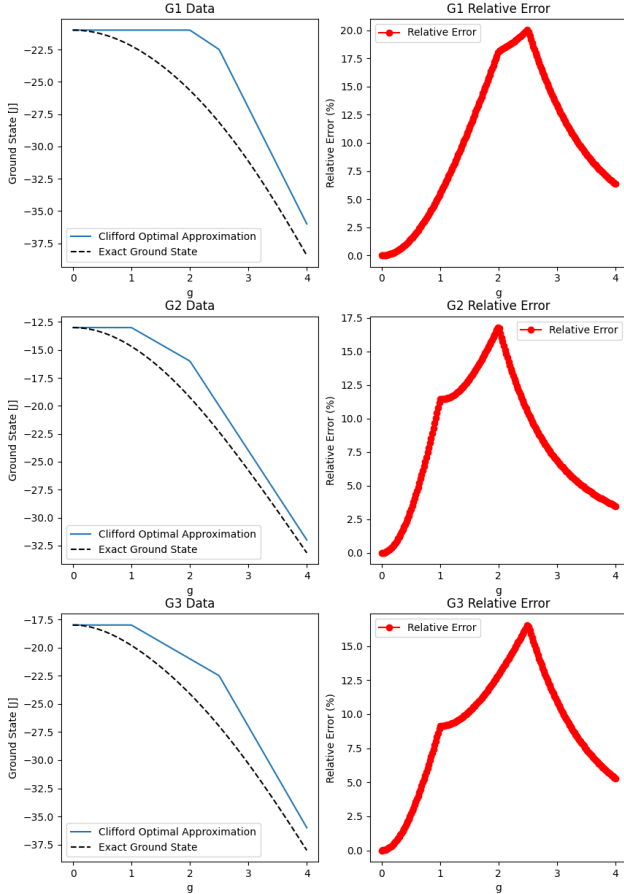 G1 Data
Ground State [J]
−22.5
−25.0
−27.5
−30.0
−32.5
−35.0
−37.5
Clifford Optimal Approximation
Exact Ground State
0 1 2 3 4
g
G1 Relative Error
Relative Error (%)
20.0
17.5
15.0
12.5
10.0
7.5
5.0
2.5
0.0
Relative Error
0 1 2 3 4
g
G2 Data
Ground State [J]
−12.5
−15.0
−17.5
−20.0
−22.5
−25.0
−27.5
−30.0
−32.5
Clifford Optimal Approximation
Exact Ground State
0 1 2 3 4
g
G2 Relative Error
Relative Error (%)
17.5
15.0
12.5
10.0
7.5
5.0
2.5
0.0
Relative Error
0 1 2 3 4
g
G3 Data
Ground State [J]
−17.5
−20.0
−22.5
−25.0
−27.5
−30.0
−32.5
−35.0
−37.5
Clifford Optimal Approximation
Exact Ground State
0 1 2 3 4
g
G3 Relative Error
Relative Error (%)
15.0
12.5
10.0
7.5
5.0
2.5
0.0
Relative Error
0 1 2 3 4
g